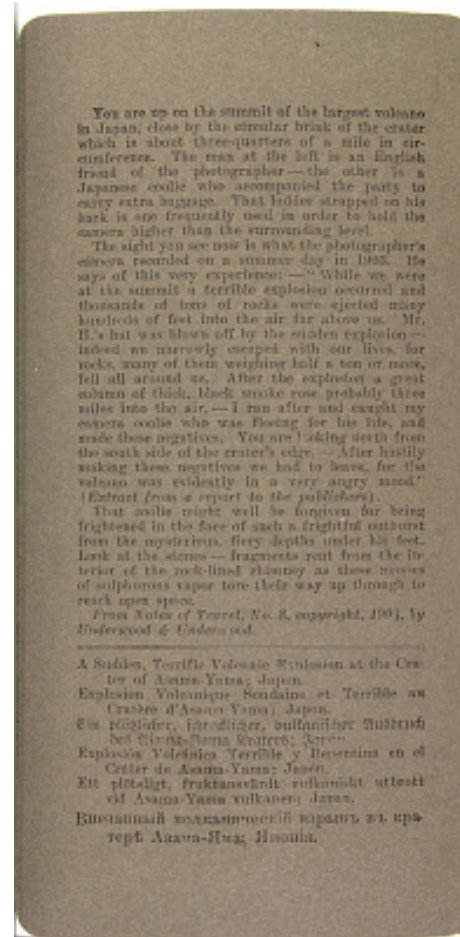 You are up on the summit of the largest volcano
in Japan, close by the circular brink of the crater
which is about three-quarters of a mile in cir-
cumference. The man at the left is an English
friend of the photographer — the other is a
Japanese coolie who accompanied the party to
carry extra baggage. That ladder strapped on his
back is one frequently used in order to hold the
camera higher than the surrounding level.
The sight you see now is what the photographer's
camera recorded on a summer day in 1903. He
says of this very experience; — "While we were
at the summit a terrible explosion occurred and
thousands of tons of rocks were ejected many
hundreds of feet into the air far above us. Mr.
H.'s hat was blown off by the sudden explosion —
indeed we narrowly escaped with our lives, for
rocks, many of them weighing half a ton or more,
fell all around us. After the explosion a great
column of thick, black smoke rose probably three
miles into the air, — I ran after and caught my
camera coolie who was fleeing for his life, and
made these negatives. You are looking north from
the south side of the crater's edge. — After hastily
making these negatives we had to leave, for the
volcano was evidently in a very angry mood."
(Extract from a report to the publishers).
That coolie might well be forgiven for being
frightened in the face of such a frightful outburst
from the mysterious, fiery depths under his feet.
Look at the stones — fragments rent from the in-
terior of the rock-lined chimney as these masses
of sulphurous vapor tore their way up through to
reach open space.
From Notes of Travel, No. 8, copyright, 1904, by
Underwood & Underwood.
A Sudden, Terrific Volcanic Explosion at the Cra-
ter of Asama-Yama; Japan.
Explosion Volcanique Soudaine et Terrible au
Cratère d'Asama-Yama; Japon.
Ein plötzlicher, schrecklicher, vulkanischer Ausbruch
des Asama-Yama Kraters; Japan.
Explosión Volcánica Terrible y Repentina en el
Cráter de Asama-Yama; Japón.
Ett plötsligt, fruktansvärdt vulkaniskt utbrott
vid Asama-Yama vulkanen; Japan.
Внезапный волканическій взрывъ въ кра-
терѣ Азама-Яма; Японія.